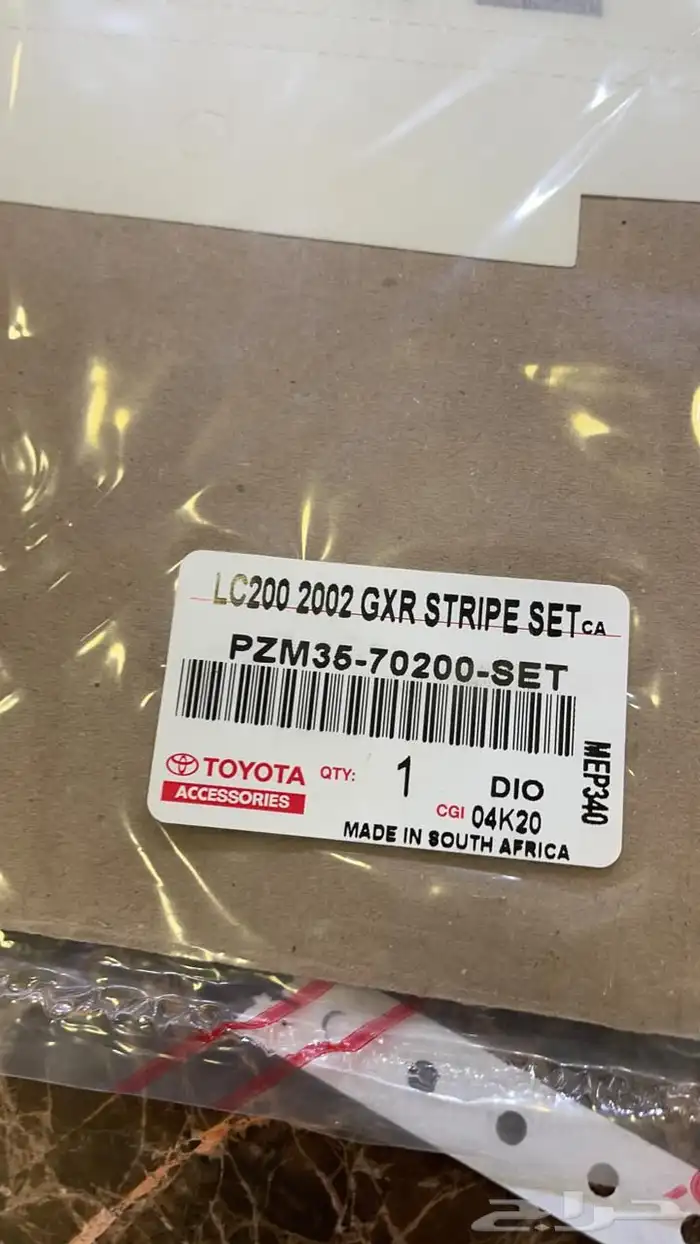 LC200 2002 GXR STRIPE SET CA
PZM35-70200-SET
TOYOTA
ACCESSORIES
QTY: 1
DIO
CGI 04K20
MADE IN SOUTH AFRICA
MEP340
حراج